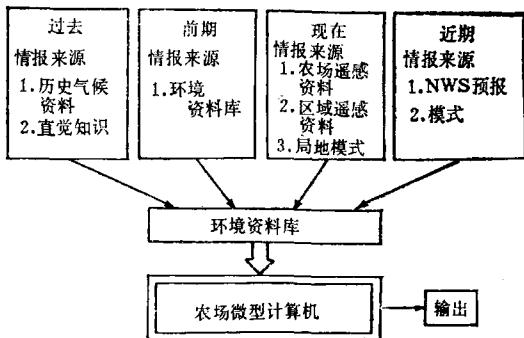 过去
情报来源
1.历史气候
资料
2.直觉知识
前期
情报来源
1.环境
资料库
现在
情报来源
1.农场遥感
资料
2.区域遥感
资料
3.局地模式
近期
情报来源
1.NWS预报
2.模式
环境资料库
农场微型计算机
输出